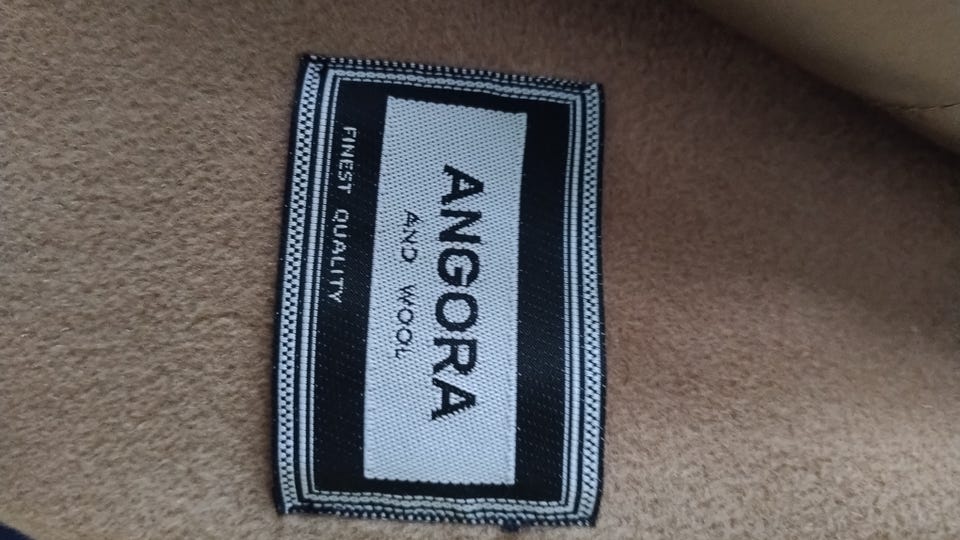 ANGORA
AND WOOL
FINEST QUALITY